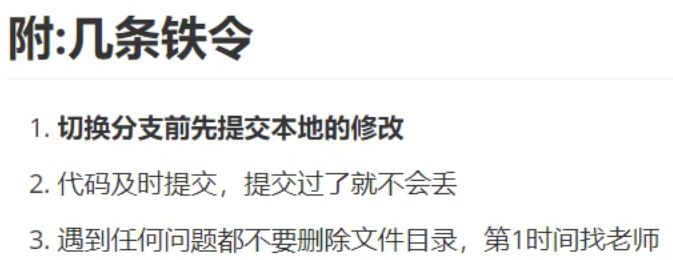 附:几条铁令
1. 切换分支前先提交本地的修改
2. 代码及时提交，提交过了就不会丢
3. 遇到任何问题都不要删除文件目录，第1时间找老师